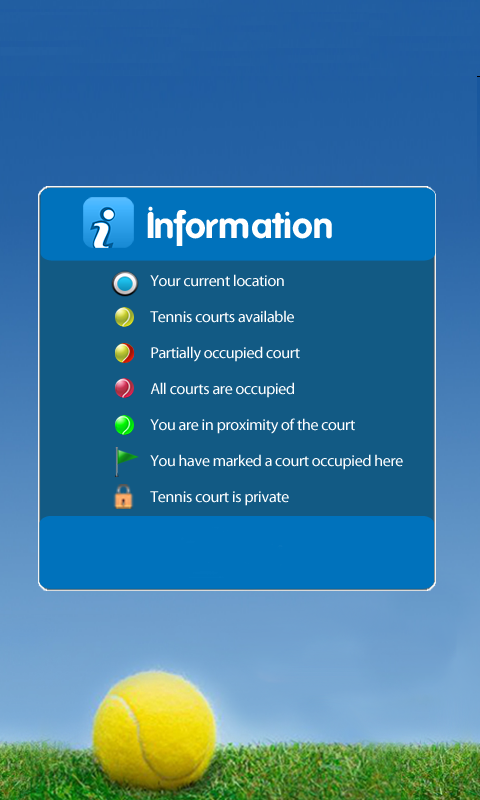 Information
Your current location
Tennis courts available
Partially occupied court
All courts are occupied
You are in proximity of the court
You have marked a court occupied here
Tennis court is private